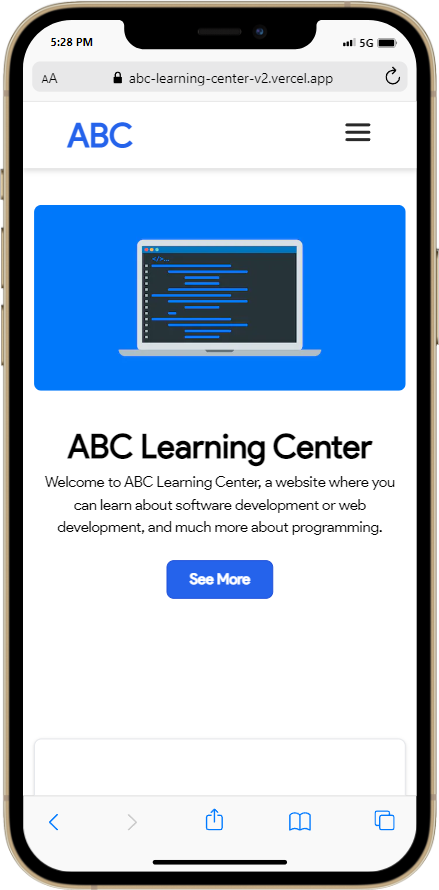 5:28 PM
5G
AA
abc-learning-center-v2.vercel.app
ABC
</>...
ABC Learning Center
Welcome to ABC Learning Center, a website where you
can learn about software development or web
development, and much more about programming.
See More